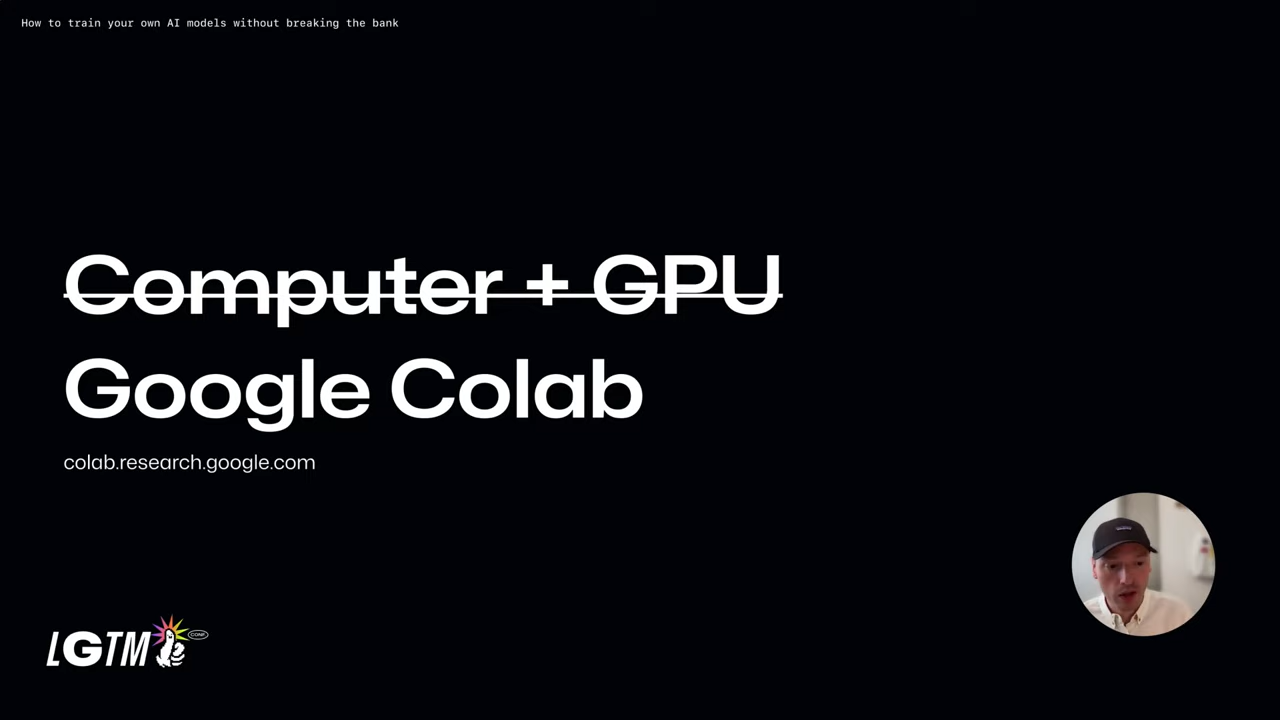 How to train your own AI models without breaking the bank
Computer + GPU
Google Colab
colab.research.google.com
LGTM
CONF